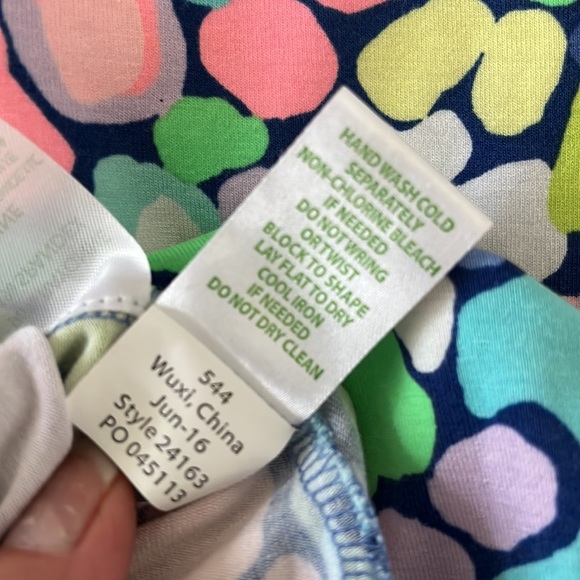 HAND WASH COLD
SEPARATELY
NON-CHLORINE BLEACH
IF NEEDED
DO NOT WRING
OR TWIST
BLOCK TO SHAPE
LAY FLAT TO DRY
COOL IRON
IF NEEDED
DO NOT DRY CLEAN
544
Wuxi, China
Jun-16
Style 24163
PO 045113